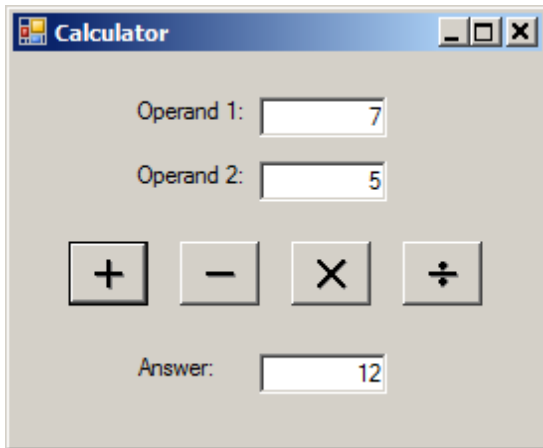 Calculator
Operand 1: 7
Operand 2: 5
+ − × ÷
Answer: 12